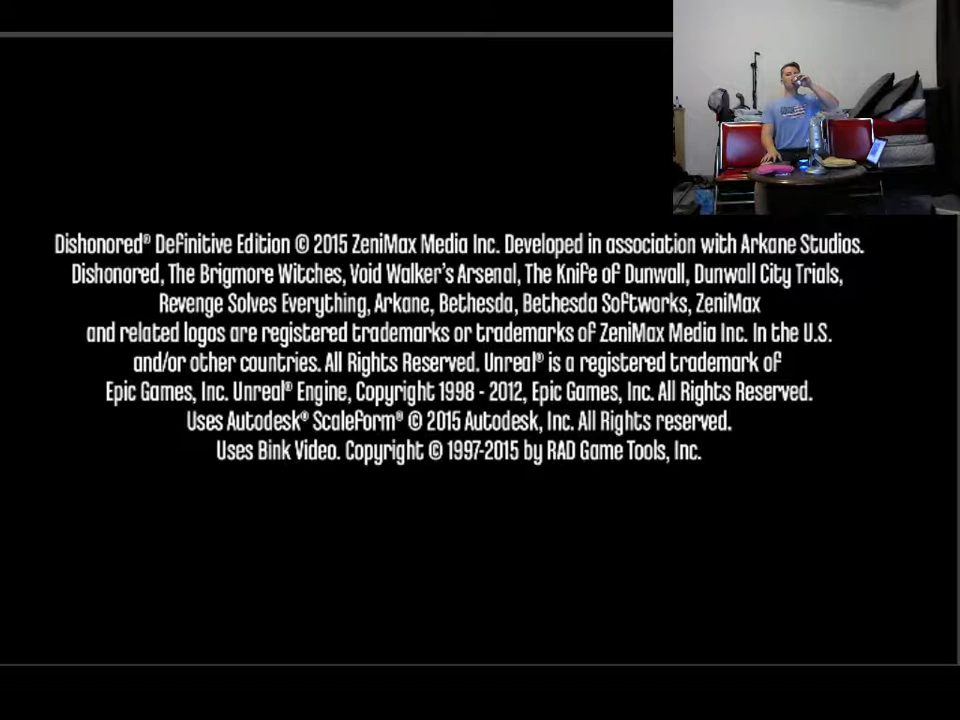 Dishonored® Definitive Edition © 2015 ZeniMax Media Inc. Developed in association with Arkane Studios.
Dishonored, The Brigmore Witches, Void Walker's Arsenal, The Knife of Dunwall, Dunwall City Trials,
Revenge Solves Everything, Arkane, Bethesda, Bethesda Softworks, ZeniMax
and related logos are registered trademarks or trademarks of ZeniMax Media Inc. In the U.S.
and/or other countries. All Rights Reserved. Unreal® is a registered trademark of
Epic Games, Inc. Unreal® Engine, Copyright 1998 - 2012, Epic Games, Inc. All Rights Reserved.
Uses Autodesk® Scaleform® © 2015 Autodesk, Inc. All Rights reserved.
Uses Bink Video. Copyright © 1997-2015 by RAD Game Tools, Inc.